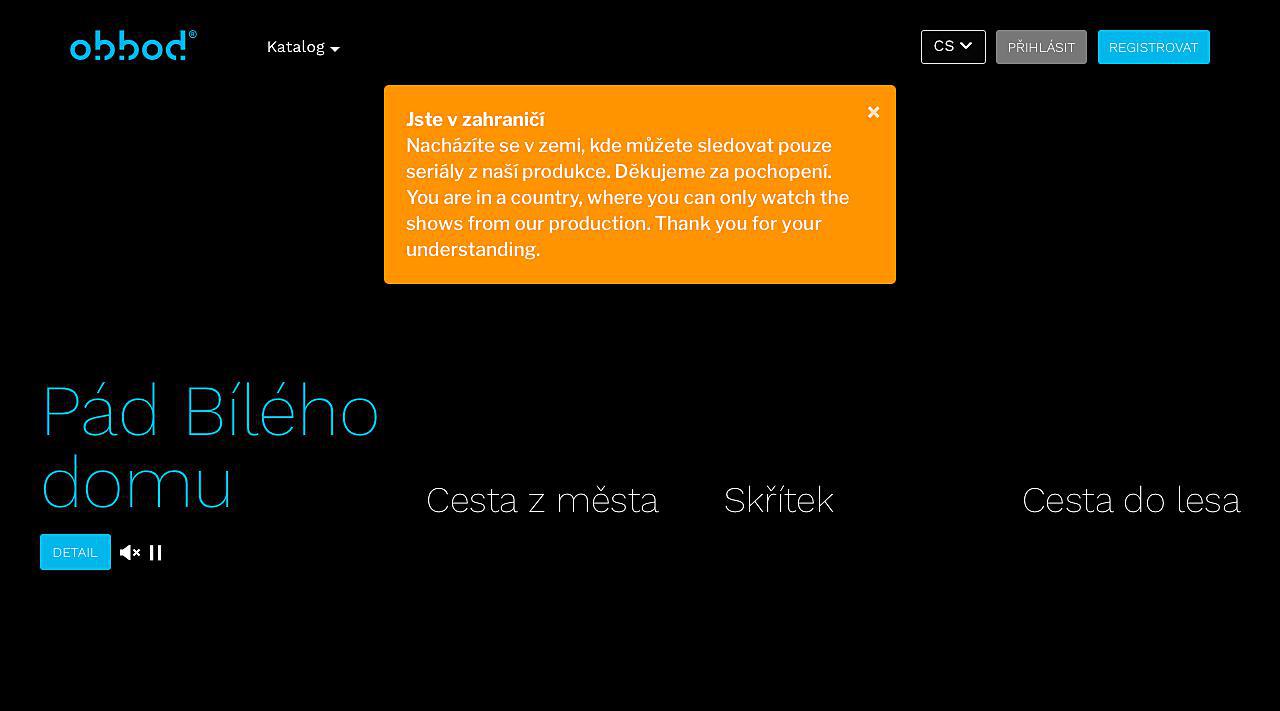 obbod®
Katalog
CS
PŘIHLÁSIT
REGISTROVAT
Jste v zahraničí
×
Nacházíte se v zemi, kde můžete sledovat pouze
seriály z naší produkce. Děkujeme za pochopení.
You are in a country, where you can only watch the
shows from our production. Thank you for your
understanding.
Pád Bílého
domu
Cesta z města
Skřítek
Cesta do lesa
DETAIL